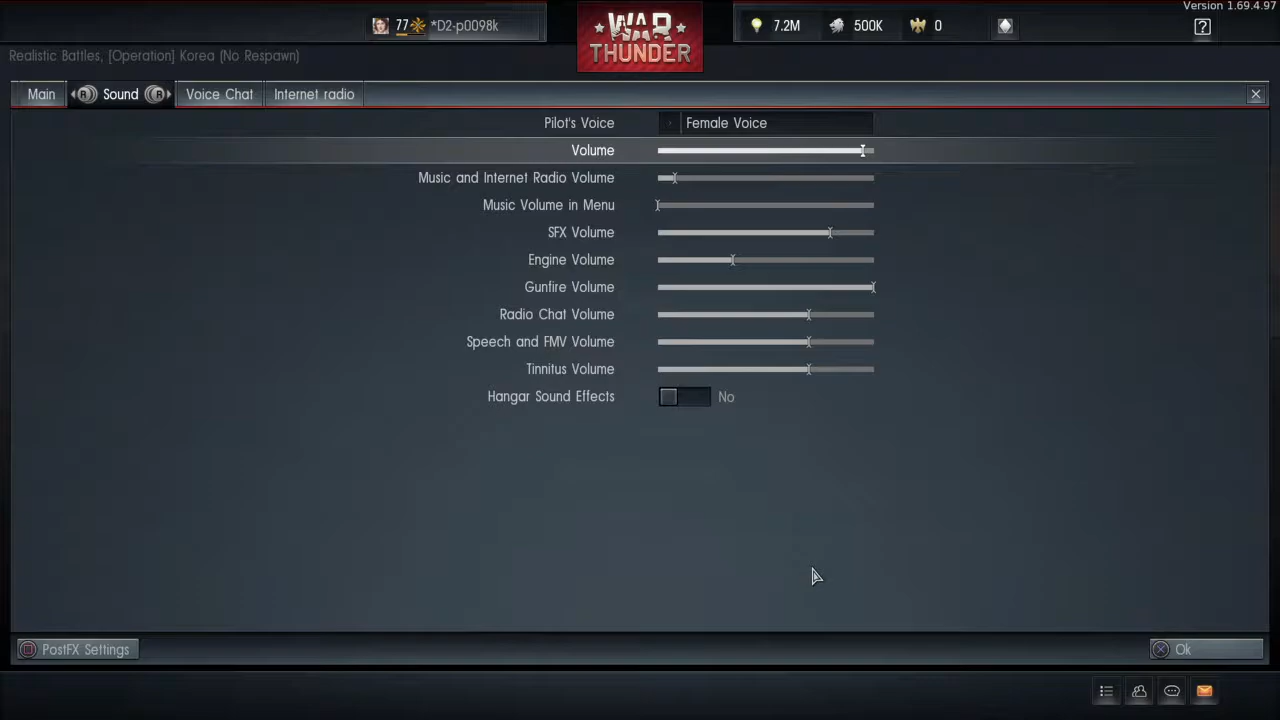 Version 1.69.4.97
77 *D2-p0098k
WAR THUNDER
7.2M 500K 0
Realistic Battles, [Operation] Korea (No Respawn)
Main R Sound R Voice Chat Internet radio
Pilot's Voice Female Voice
Volume
Music and Internet Radio Volume
Music Volume in Menu
SFX Volume
Engine Volume
Gunfire Volume
Radio Chat Volume
Speech and FMV Volume
Tinnitus Volume
Hangar Sound Effects No
PostFX Settings Ok